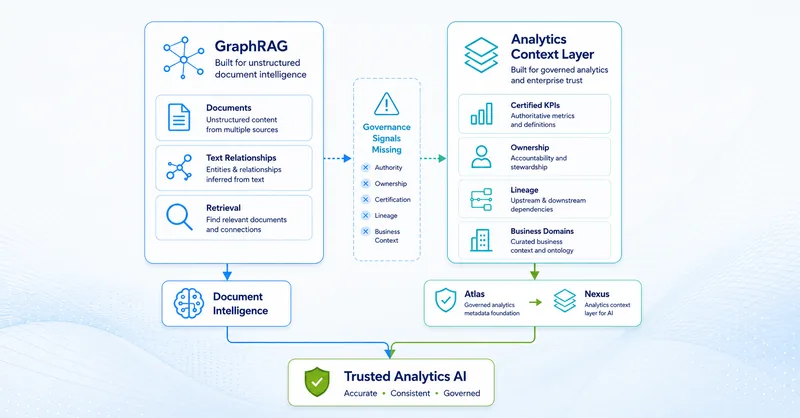 GraphRAG
Built for unstructured
document intelligence
Documents
Unstructured content
from multiple sources
Text Relationships
Entities & relationships
inferred from text
Retrieval
Find relevant documents
and connections
Governance
Signals
Missing
Authority
Ownership
Certification
Lineage
Business
Context
Analytics
Context Layer
Built for governed analytics
and enterprise trust
Certified KPIs
Authoritative metrics
and definitions
Ownership
Accountability and
stewardship
Lineage
Upstream & downstream
dependencies
Business Domains
Curated business
context and ontology
Document
Intelligence
Atlas
Governed analytics
metadata foundation
Nexus
Analytics context
layer for AI
Trusted Analytics AI
Accurate • Consistent • Governed